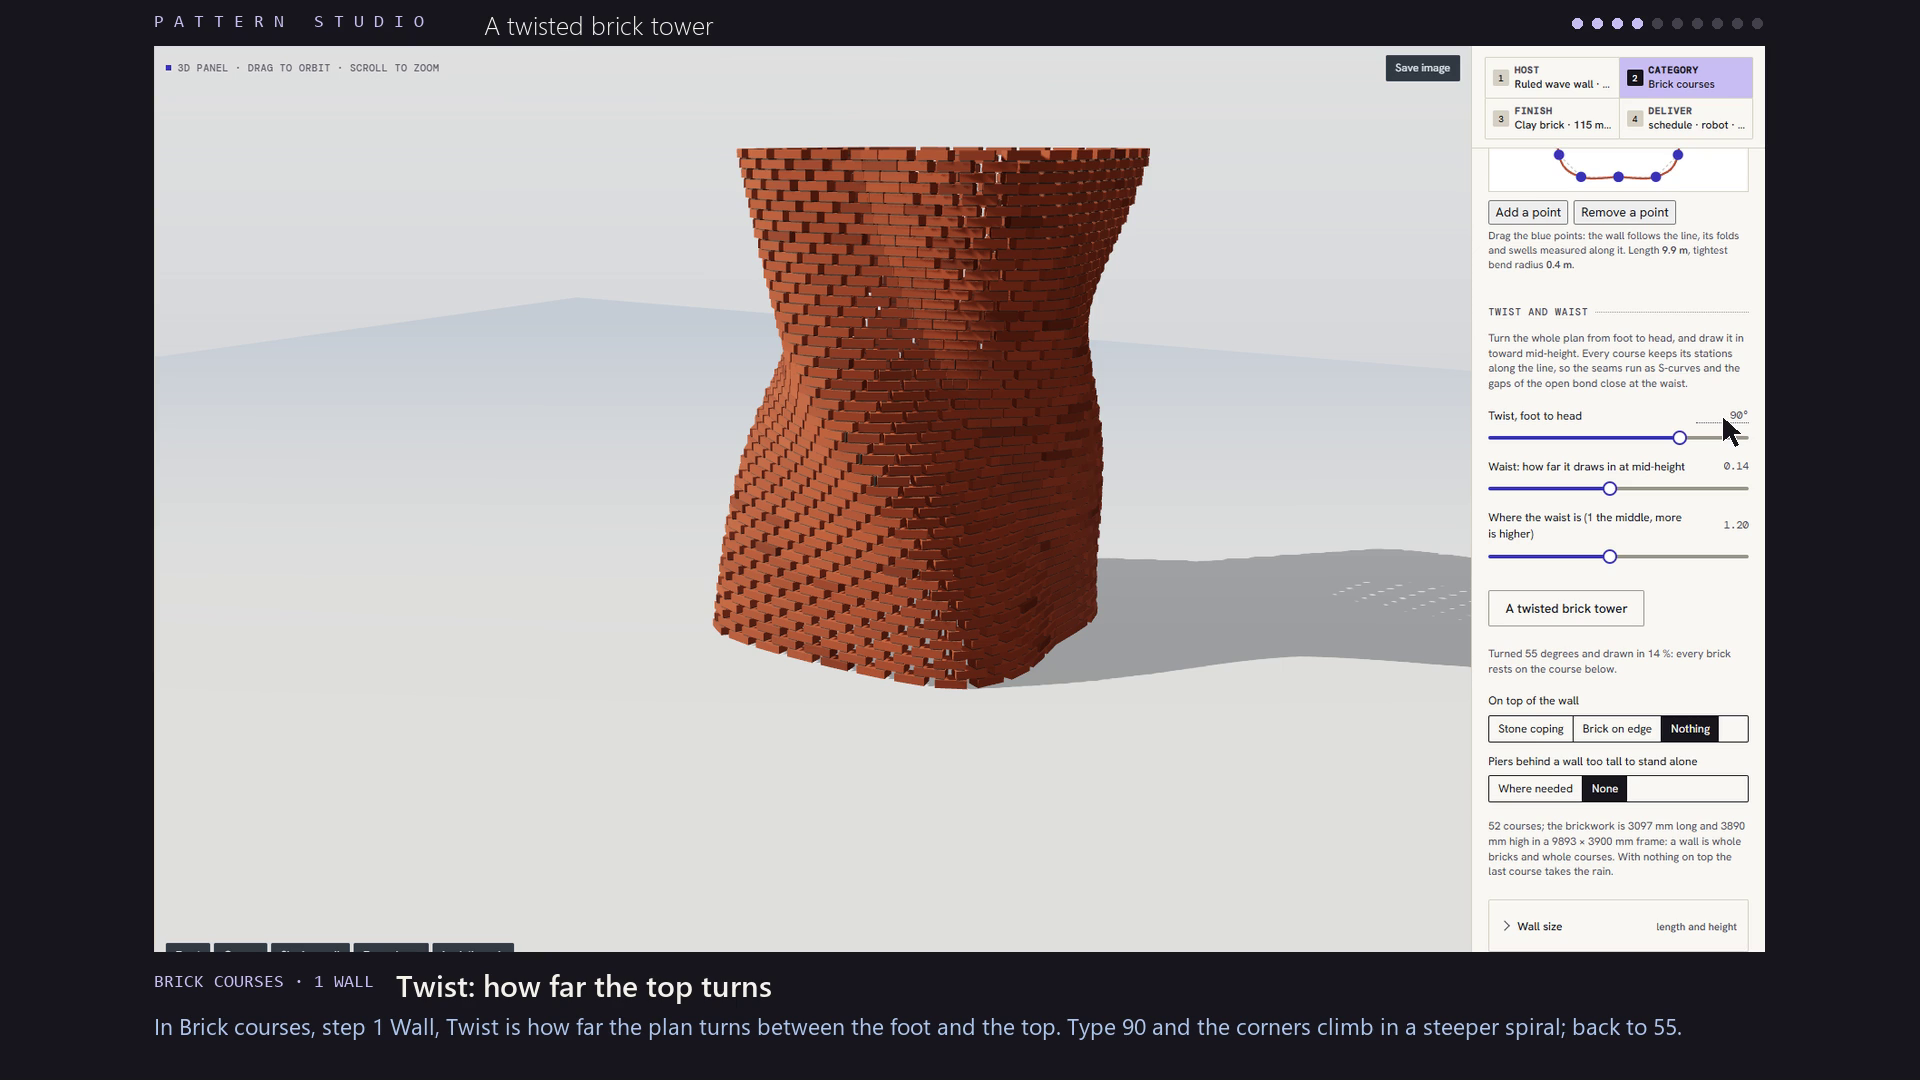 PATTERN STUDIO
A twisted brick tower
3D PANEL · DRAG TO ORBIT · SCROLL TO ZOOM
Save image
1 HOST
Ruled wave wall · ...
2 CATEGORY
Brick courses
3 FINISH
Clay brick · 115 m...
4 DELIVER
schedule · robot · ...
Add a point
Remove a point
Drag the blue points: the wall follows the line, its folds
and swells measured along it. Length 9.9 m, tightest
bend radius 0.4 m.
TWIST AND WAIST
Turn the whole plan from foot to head, and draw it in
toward mid-height. Every course keeps its stations
along the line, so the seams run as S-curves and the
gaps of the open bond close at the waist.
Twist, foot to head 90°
Waist: how far it draws in at mid-height 0.14
Where the waist is (1 the middle, more
is higher) 1.20
A twisted brick tower
Turned 55 degrees and drawn in 14 %: every brick
rests on the course below.
On top of the wall
Stone coping Brick on edge Nothing
Piers behind a wall too tall to stand alone
Where needed None
52 courses; the brickwork is 3097 mm long and 3890
mm high in a 9893 × 3900 mm frame: a wall is whole
bricks and whole courses. With nothing on top the
last course takes the rain.
Wall size length and height
BRICK COURSES · 1 WALL
Twist: how far the top turns
In Brick courses, step 1 Wall, Twist is how far the plan turns between the foot and the top. Type 90 and the corners climb in a steeper spiral; back to 55.